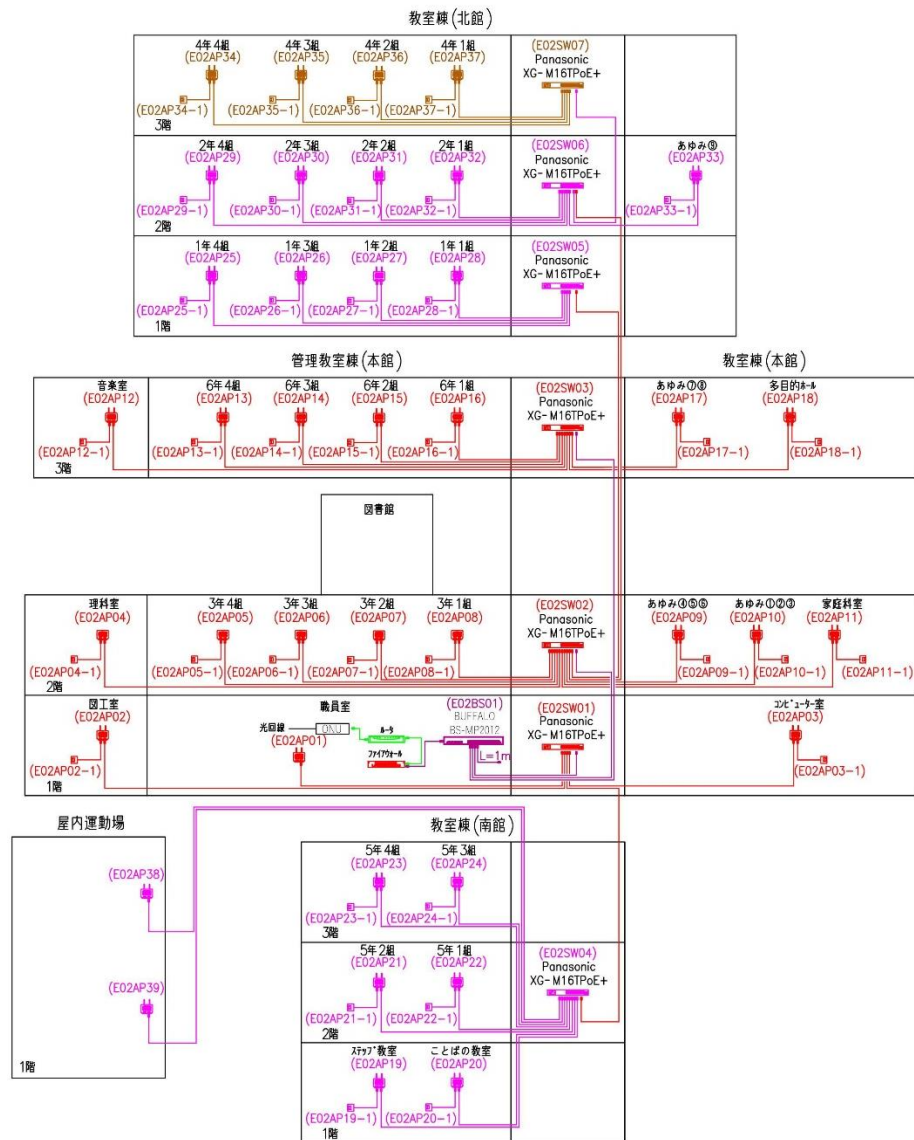 教室棟(北館)
4年4組 4年3組 4年2組 4年1組 (E02SW07)
(E02AP34) (E02AP35) (E02AP36) (E02AP37) Panasonic
XG-M16TPoE+
(E02AP34-1) (E02AP35-1) (E02AP36-1) (E02AP37-1)
3階
2年4組 2年3組 2年2組 2年1組 (E02SW06) あゆみ⑨
(E02AP29) (E02AP30) (E02AP31) (E02AP32) Panasonic (E02AP33)
XG-M16TPoE+
(E02AP29-1) (E02AP30-1) (E02AP31-1) (E02AP32-1) (E02AP33-1)
2階
1年4組 1年3組 1年2組 1年1組 (E02SW05)
(E02AP25) (E02AP26) (E02AP27) (E02AP28) Panasonic
XG-M16TPoE+
(E02AP25-1) (E02AP26-1) (E02AP27-1) (E02AP28-1)
1階
管理教室棟(本館) 教室棟(本館)
音楽室 6年4組 6年3組 6年2組 6年1組 (E02SW03) あゆみ⑦⑧ 多目的ホール
(E02AP12) (E02AP13) (E02AP14) (E02AP15) (E02AP16) Panasonic (E02AP17) (E02AP18)
XG-M16TPoE+
(E02AP12-1) (E02AP13-1) (E02AP14-1) (E02AP15-1) (E02AP16-1) (E02AP17-1) (E02AP18-1)
3階
図書館
理科室 3年4組 3年3組 3年2組 3年1組 (E02SW02) あゆみ④⑤⑥ あゆみ①②③ 家庭科室
(E02AP04) (E02AP05) (E02AP06) (E02AP07) (E02AP08) Panasonic (E02AP09) (E02AP10) (E02AP11)
XG-M16TPoE+
(E02AP04-1) (E02AP05-1) (E02AP06-1) (E02AP07-1) (E02AP08-1) (E02AP09-1) (E02AP10-1) (E02AP11-1)
2階
図工室 職員室 (E02BS01) (E02SW01) コンピューター室
(E02AP02) 光回線 ONU ルータ BUFFALO Panasonic (E02AP03)
(E02AP01) BS-MP2012 XG-M16TPoE+
ファイアウォール L=1m
(E02AP02-1) (E02AP03-1)
1階
屋内運動場 教室棟(南館)
5年4組 5年3組
(E02AP38) (E02AP23) (E02AP24)
(E02AP23-1) (E02AP24-1)
3階
5年2組 5年1組 (E02SW04)
(E02AP39) (E02AP21) (E02AP22) Panasonic
XG-M16TPoE+
(E02AP21-1) (E02AP22-1)
2階
ステップ教室 ことばの教室
(E02AP19) (E02AP20)
1階
(E02AP19-1) (E02AP20-1)
1階